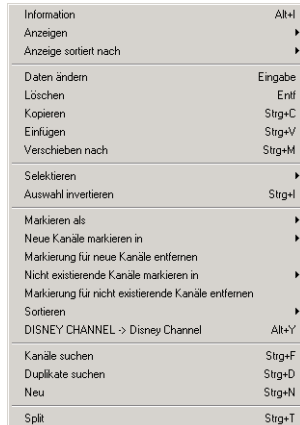 Information Alt+I
Anzeigen
Anzeige sortiert nach
Daten ändern Eingabe
Löschen Entf
Kopieren Strg+C
Einfügen Strg+V
Verschieben nach Strg+M
Selektieren
Auswahl invertieren Strg+I
Markieren als
Neue Kanäle markieren in
Markierung für neue Kanäle entfernen
Nicht existierende Kanäle markieren in
Markierung für nicht existierende Kanäle entfernen
Sortieren
DISNEY CHANNEL -> Disney Channel Alt+Y
Kanäle suchen Strg+F
Duplikate suchen Strg+D
Neu Strg+N
Split Strg+T